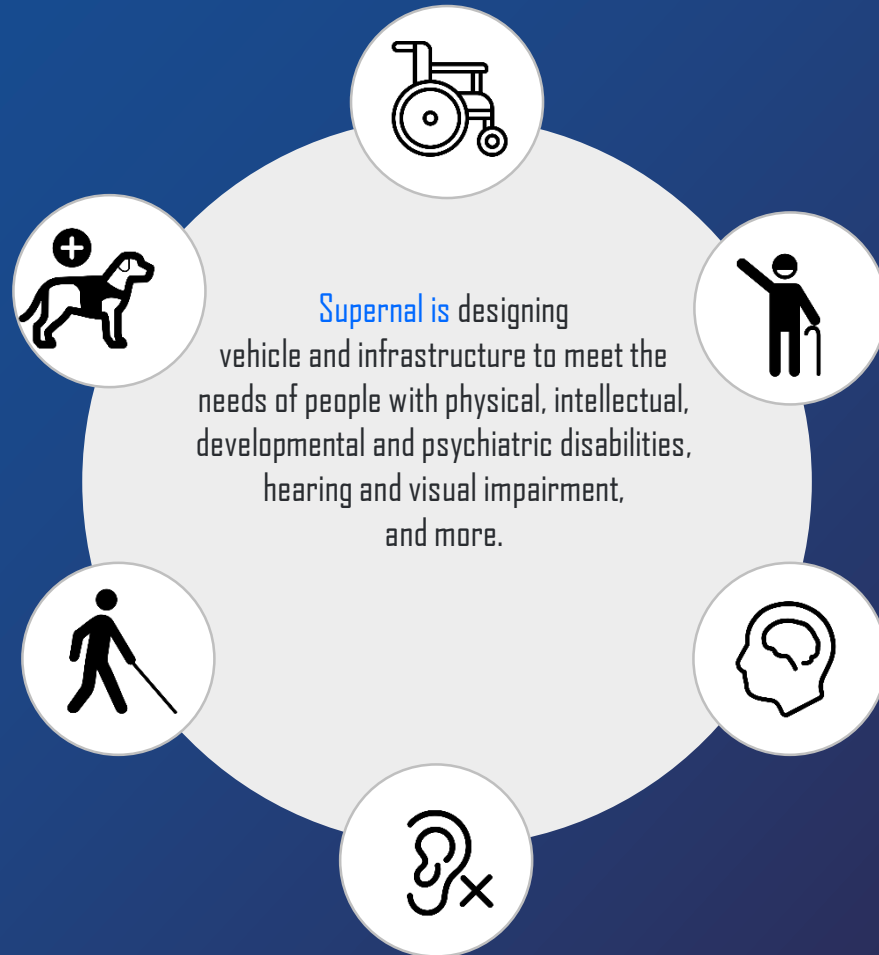 Supernal is designing
vehicle and infrastructure to meet the
needs of people with physical, intellectual,
developmental and psychiatric disabilities,
hearing and visual impairment,
and more.